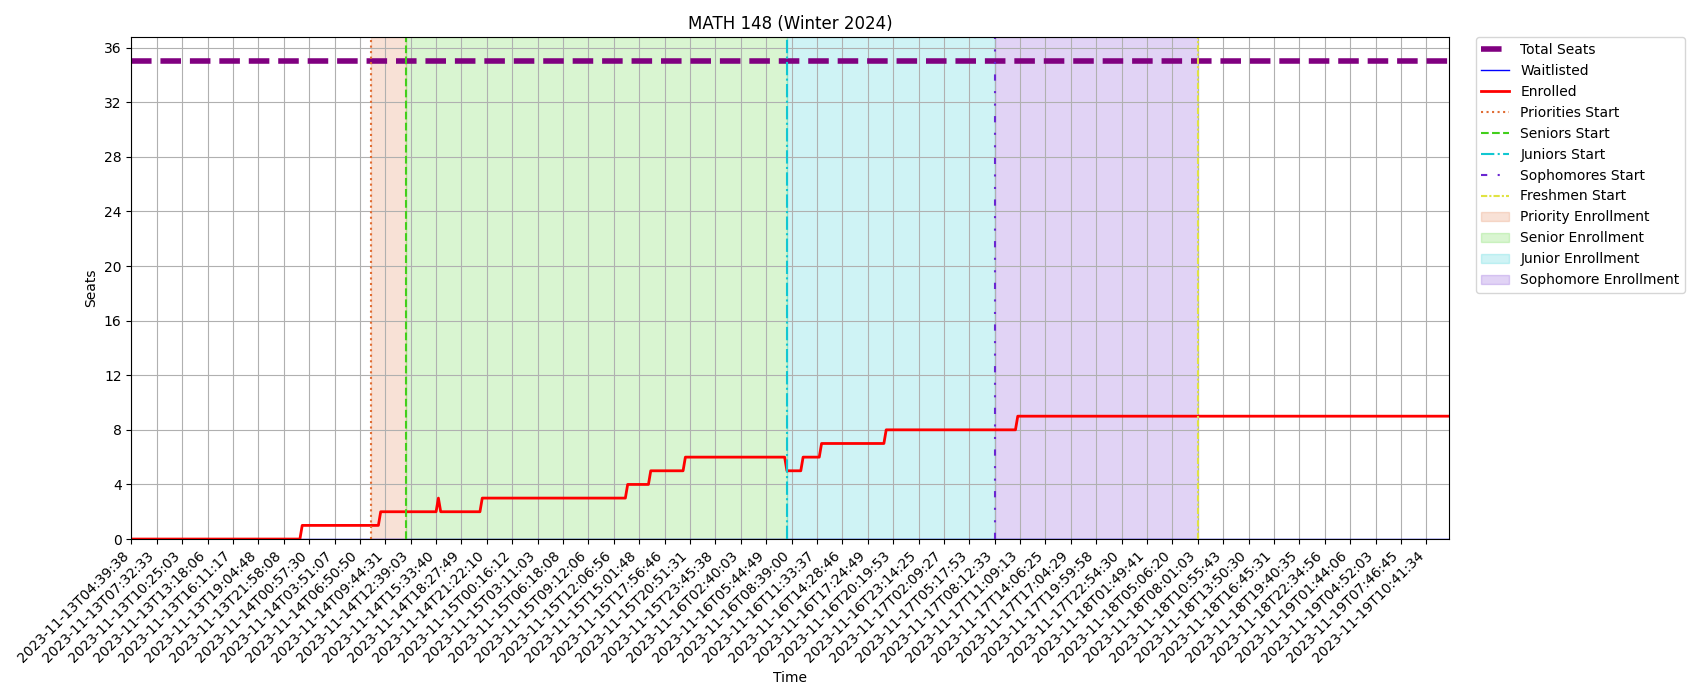 MATH 148 (Winter 2024)
Seats
36
32
28
24
20
16
12
8
4
0
2023-11-13T04:39:38
2023-11-13T07:32:33
2023-11-13T10:25:03
2023-11-13T13:18:06
2023-11-13T16:11:17
2023-11-13T19:04:48
2023-11-13T21:58:08
2023-11-14T00:57:30
2023-11-14T03:51:07
2023-11-14T06:50:50
2023-11-14T09:44:31
2023-11-14T12:39:03
2023-11-14T15:33:40
2023-11-14T18:27:49
2023-11-14T21:22:10
2023-11-15T00:16:12
2023-11-15T03:11:03
2023-11-15T06:18:08
2023-11-15T09:12:06
2023-11-15T12:06:56
2023-11-15T15:01:48
2023-11-15T17:56:46
2023-11-15T20:51:31
2023-11-15T23:45:38
2023-11-16T02:40:03
2023-11-16T05:44:49
2023-11-16T08:39:00
2023-11-16T11:33:37
2023-11-16T14:28:46
2023-11-16T17:24:49
2023-11-16T20:19:53
2023-11-16T23:14:25
2023-11-17T02:09:27
2023-11-17T05:17:53
2023-11-17T08:12:33
2023-11-17T11:09:13
2023-11-17T14:06:25
2023-11-17T17:04:29
2023-11-17T19:59:58
2023-11-17T22:54:30
2023-11-18T01:49:41
2023-11-18T05:06:20
2023-11-18T08:01:03
2023-11-18T10:55:43
2023-11-18T13:50:30
2023-11-18T16:45:31
2023-11-18T19:40:35
2023-11-18T22:34:56
2023-11-19T01:44:06
2023-11-19T04:52:03
2023-11-19T07:46:45
2023-11-19T10:41:34
Time
Total Seats
Waitlisted
Enrolled
Priorities Start
Seniors Start
Juniors Start
Sophomores Start
Freshmen Start
Priority Enrollment
Senior Enrollment
Junior Enrollment
Sophomore Enrollment